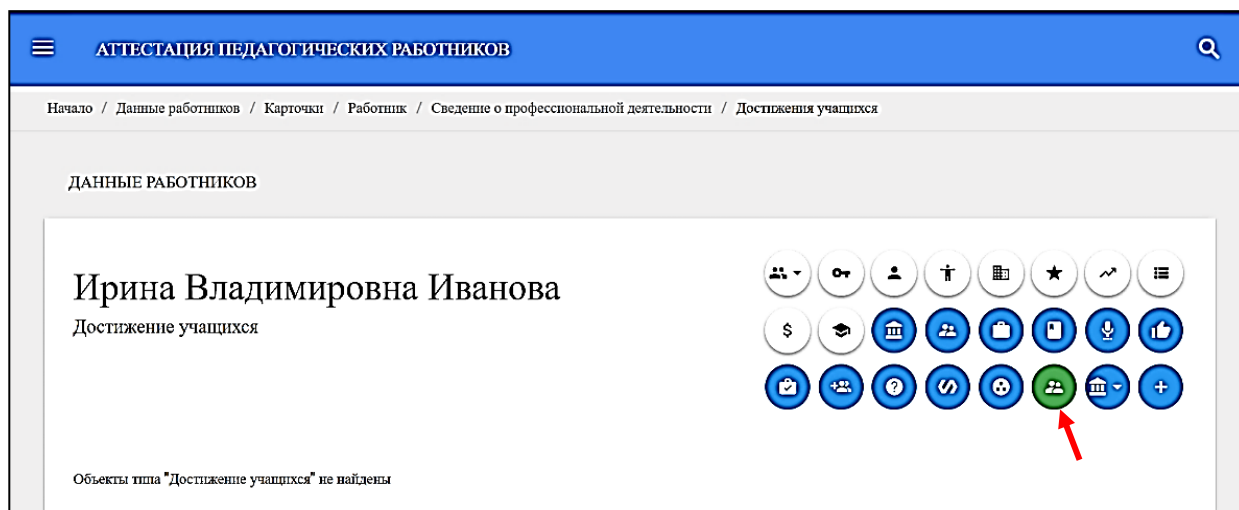 АТТЕСТАЦИЯ ПЕДАГОГИЧЕСКИХ РАБОТНИКОВ
Начало / Данные работников / Карточки / Работник / Сведение о профессиональной деятельности / Достижения учащихся
ДАННЫЕ РАБОТНИКОВ
Ирина Владимировна Иванова
Достижение учащихся
Объекты типа "Достижение учащихся" не найдены